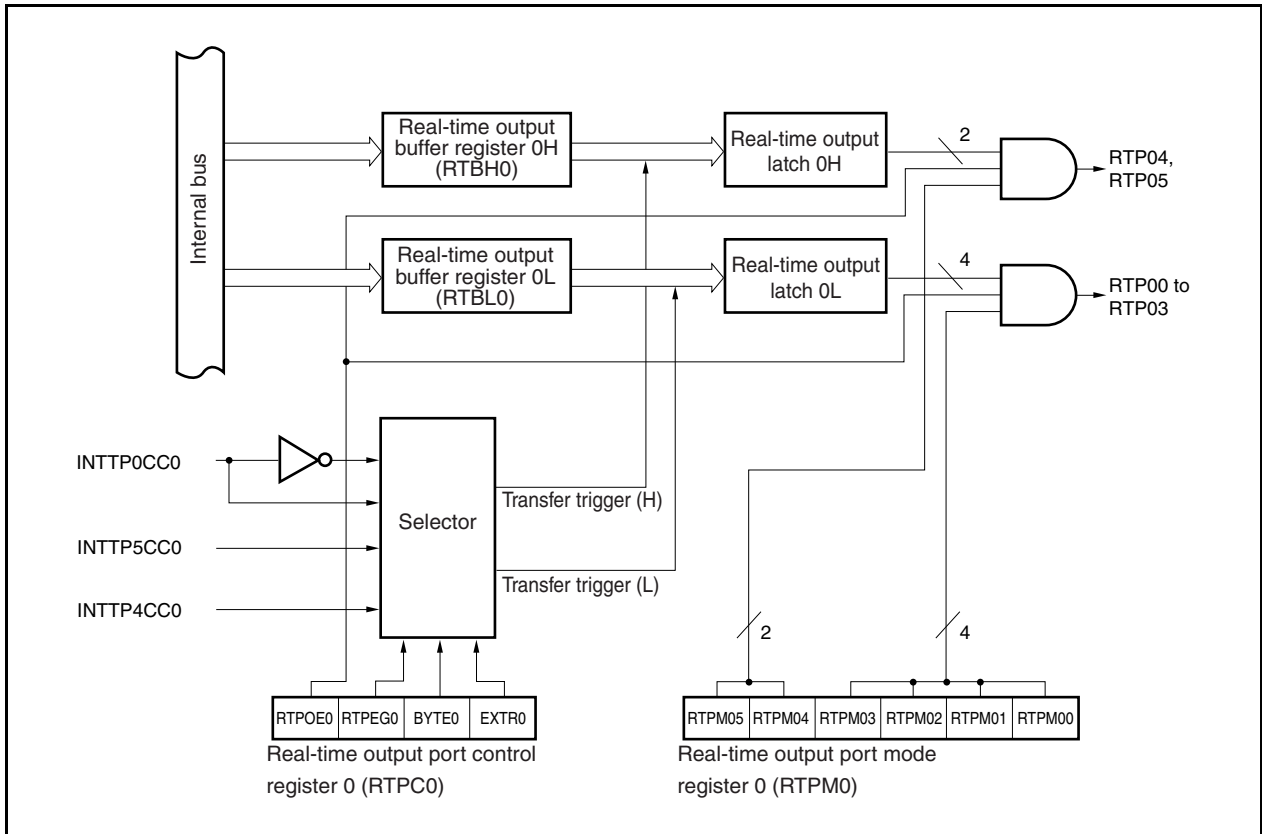 Internal bus
Real-time output
buffer register 0H
(RTBH0)
Real-time output
latch 0H
2
RTP04,
RTP05
Real-time output
buffer register 0L
(RTBL0)
Real-time output
latch 0L
4
RTP00 to
RTP03
INTTP0CC0
INTTP5CC0
INTTP4CC0
Selector
Transfer trigger (H)
Transfer trigger (L)
2
4
RTPOE0 RTPEG0 BYTE0 EXTR0
Real-time output port control
register 0 (RTPC0)
RTPM05 RTPM04 RTPM03 RTPM02 RTPM01 RTPM00
Real-time output port mode
register 0 (RTPM0)